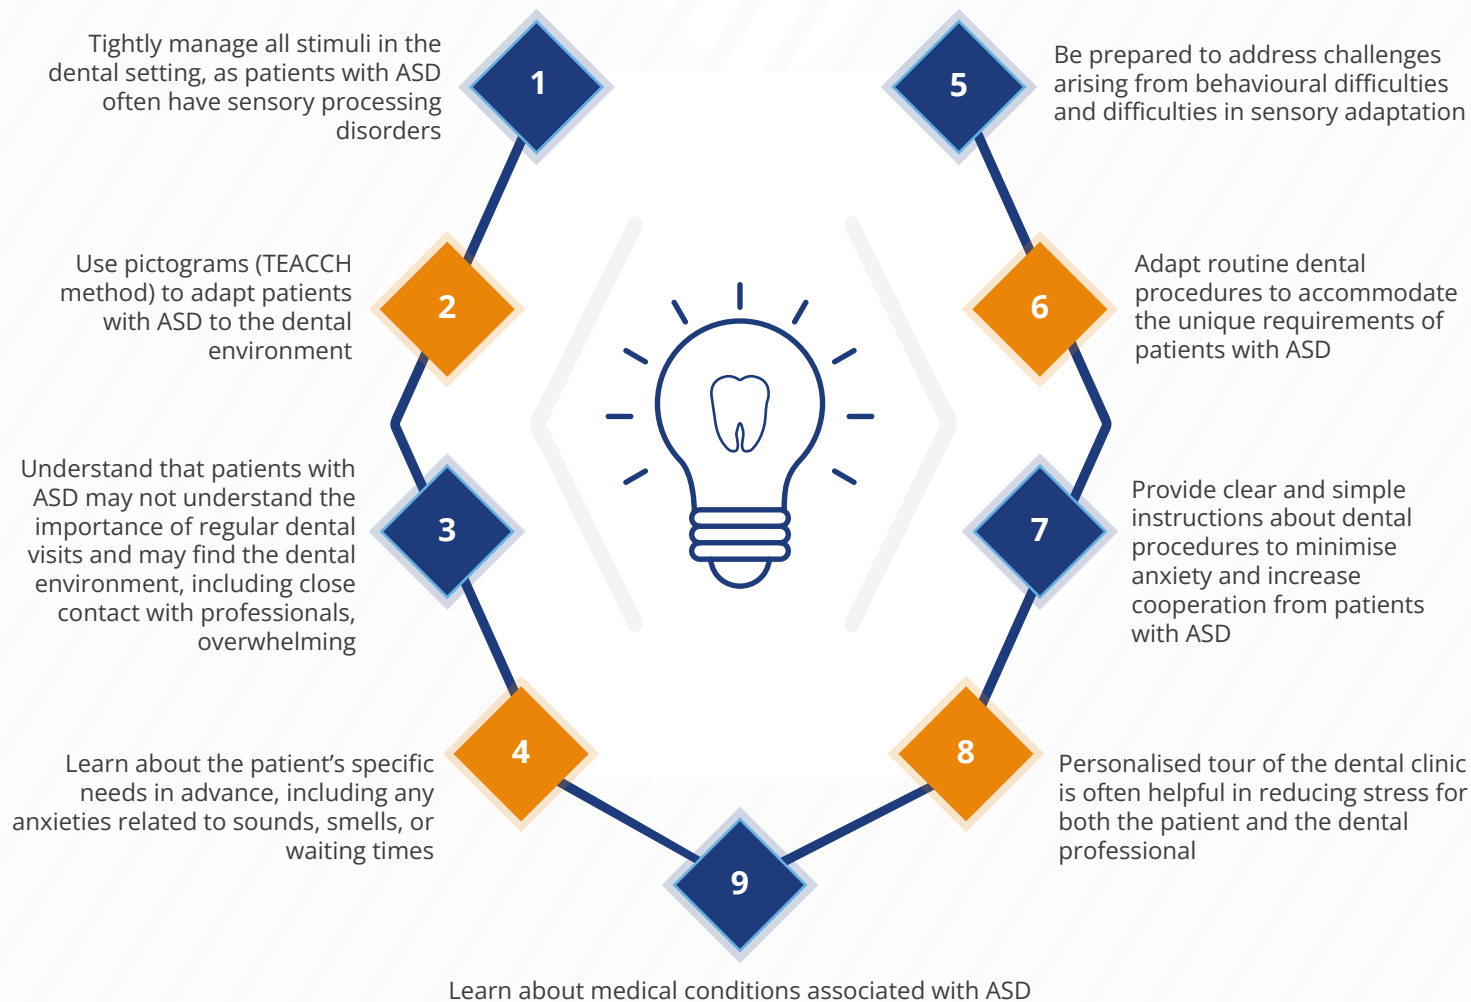 1
Tightly manage all stimuli in the
dental setting, as patients with ASD
often have sensory processing
disorders
2
Use pictograms (TEACCH
method) to adapt patients
with ASD to the dental
environment
3
Understand that patients with
ASD may not understand the
importance of regular dental
visits and may find the dental
environment, including close
contact with professionals,
overwhelming
4
Learn about the patient’s specific
needs in advance, including any
anxieties related to sounds, smells, or
waiting times
5
Be prepared to address challenges
arising from behavioural difficulties
and difficulties in sensory adaptation
6
Adapt routine dental
procedures to accommodate
the unique requirements of
patients with ASD
7
Provide clear and simple
instructions about dental
procedures to minimise
anxiety and increase
cooperation from patients
with ASD
8
Personalised tour of the dental clinic
is often helpful in reducing stress for
both the patient and the dental
professional
9
Learn about medical conditions associated with ASD